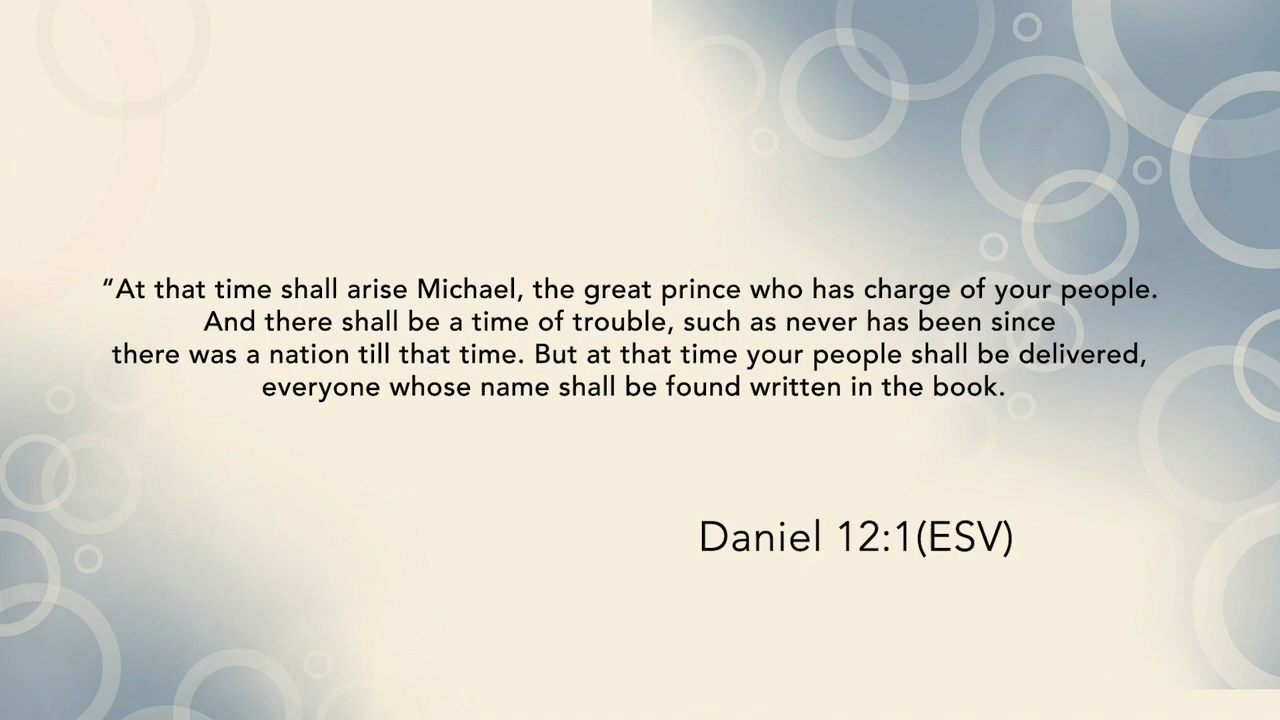 “At that time shall arise Michael, the great prince who has charge of your people.
And there shall be a time of trouble, such as never has been since
there was a nation till that time. But at that time your people shall be delivered,
everyone whose name shall be found written in the book.
Daniel 12:1(ESV)